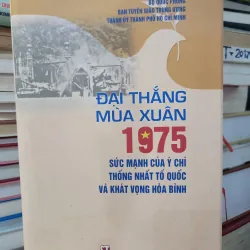 BỘ QUỐC PHÒNG
BAN TUYÊN GIÁO TRUNG ƯƠNG
THÀNH ỦY THÀNH PHỐ HỒ CHÍ MINH
ĐẠI THẮNG
MÙA XUÂN
1975
SỨC MẠNH CỦA Ý CHÍ
THỐNG NHẤT TỔ QUỐC
VÀ KHÁT VỌNG HÒA BÌNH